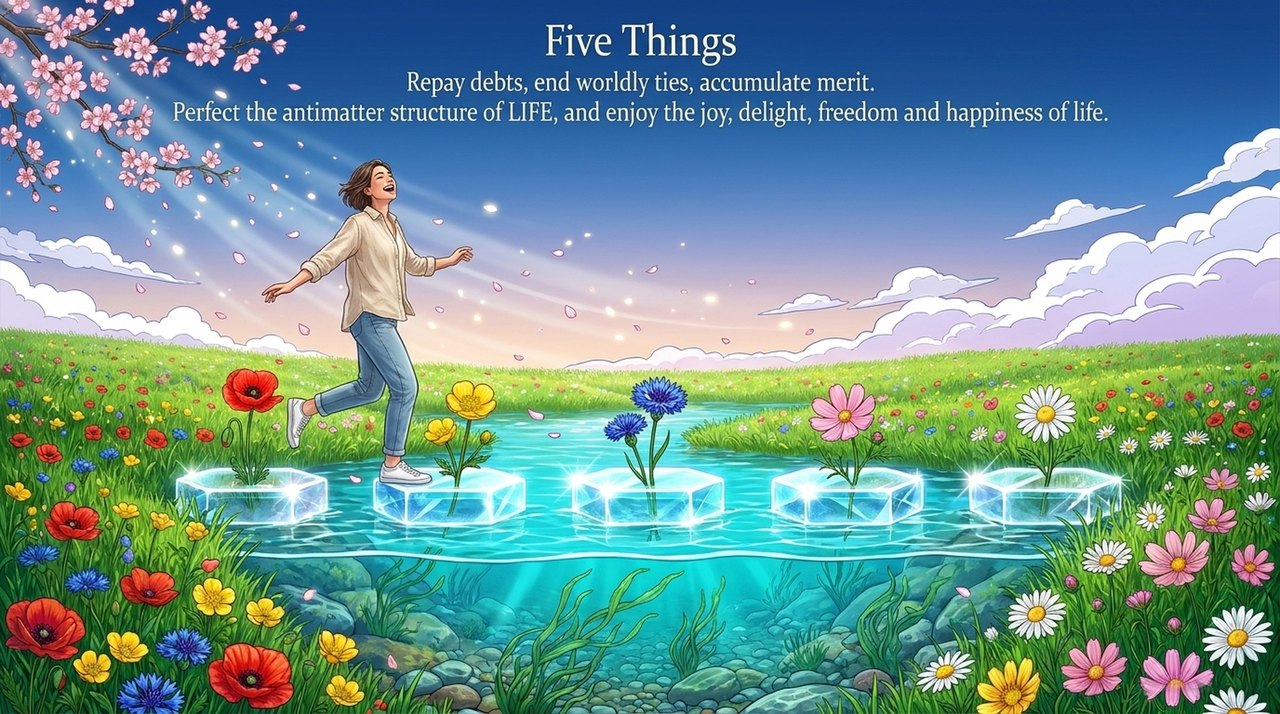 Five Things
Repay debts, end worldly ties, accumulate merit.
Perfect the antimatter structure of LIFE, and enjoy the joy, delight, freedom and happiness of life.